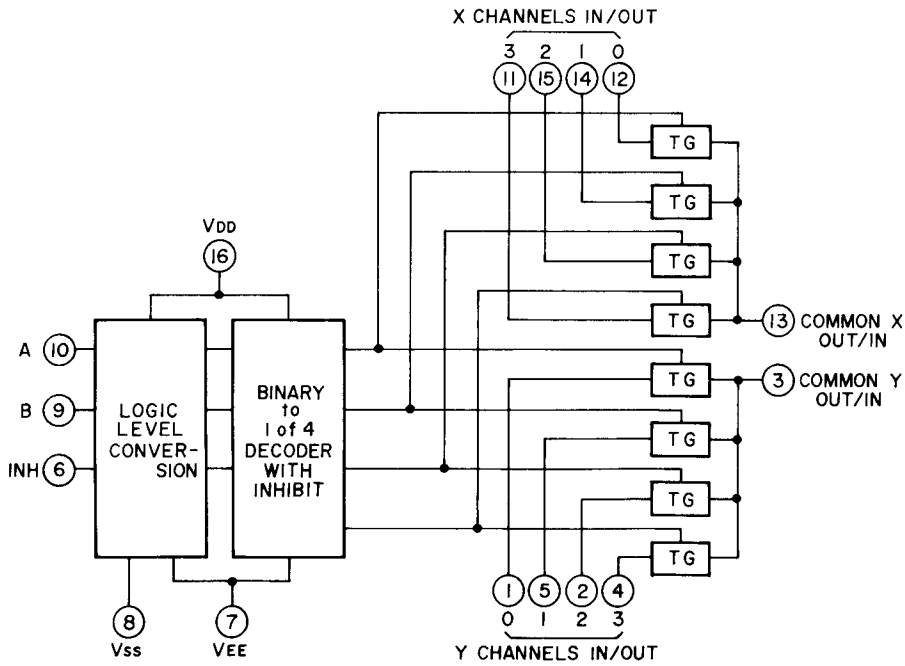 X CHANNELS IN/OUT
3 2 1 0
11 15 14 12
TG
TG
TG
TG
VDD
16
A 10
B 9
INH 6
LOGIC
LEVEL
CONVER-
SION
BINARY
to
1 of 4
DECODER
WITH
INHIBIT
13 COMMON X
OUT/IN
TG
3 COMMON Y
OUT/IN
TG
TG
TG
8
VSS
7
VEE
1 5 2 4
0 1 2 3
Y CHANNELS IN/OUT